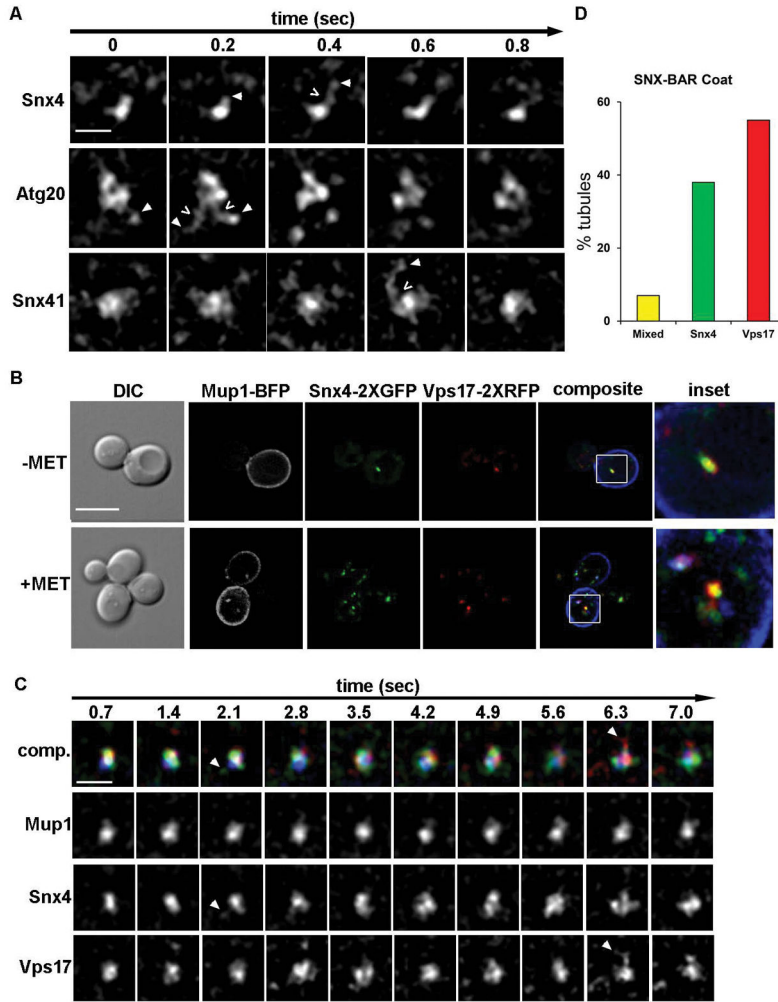 A
time (sec)
0 0.2 0.4 0.6 0.8
Snx4
Atg20
Snx41
D
SNX-BAR Coat
60
40
20
0
% tubules
Mixed Snx4 Vps17
B
DIC Mup1-BFP Snx4-2XGFP Vps17-2XRFP composite inset
-MET
+MET
C
time (sec)
0.7 1.4 2.1 2.8 3.5 4.2 4.9 5.6 6.3 7.0
comp.
Mup1
Snx4
Vps17